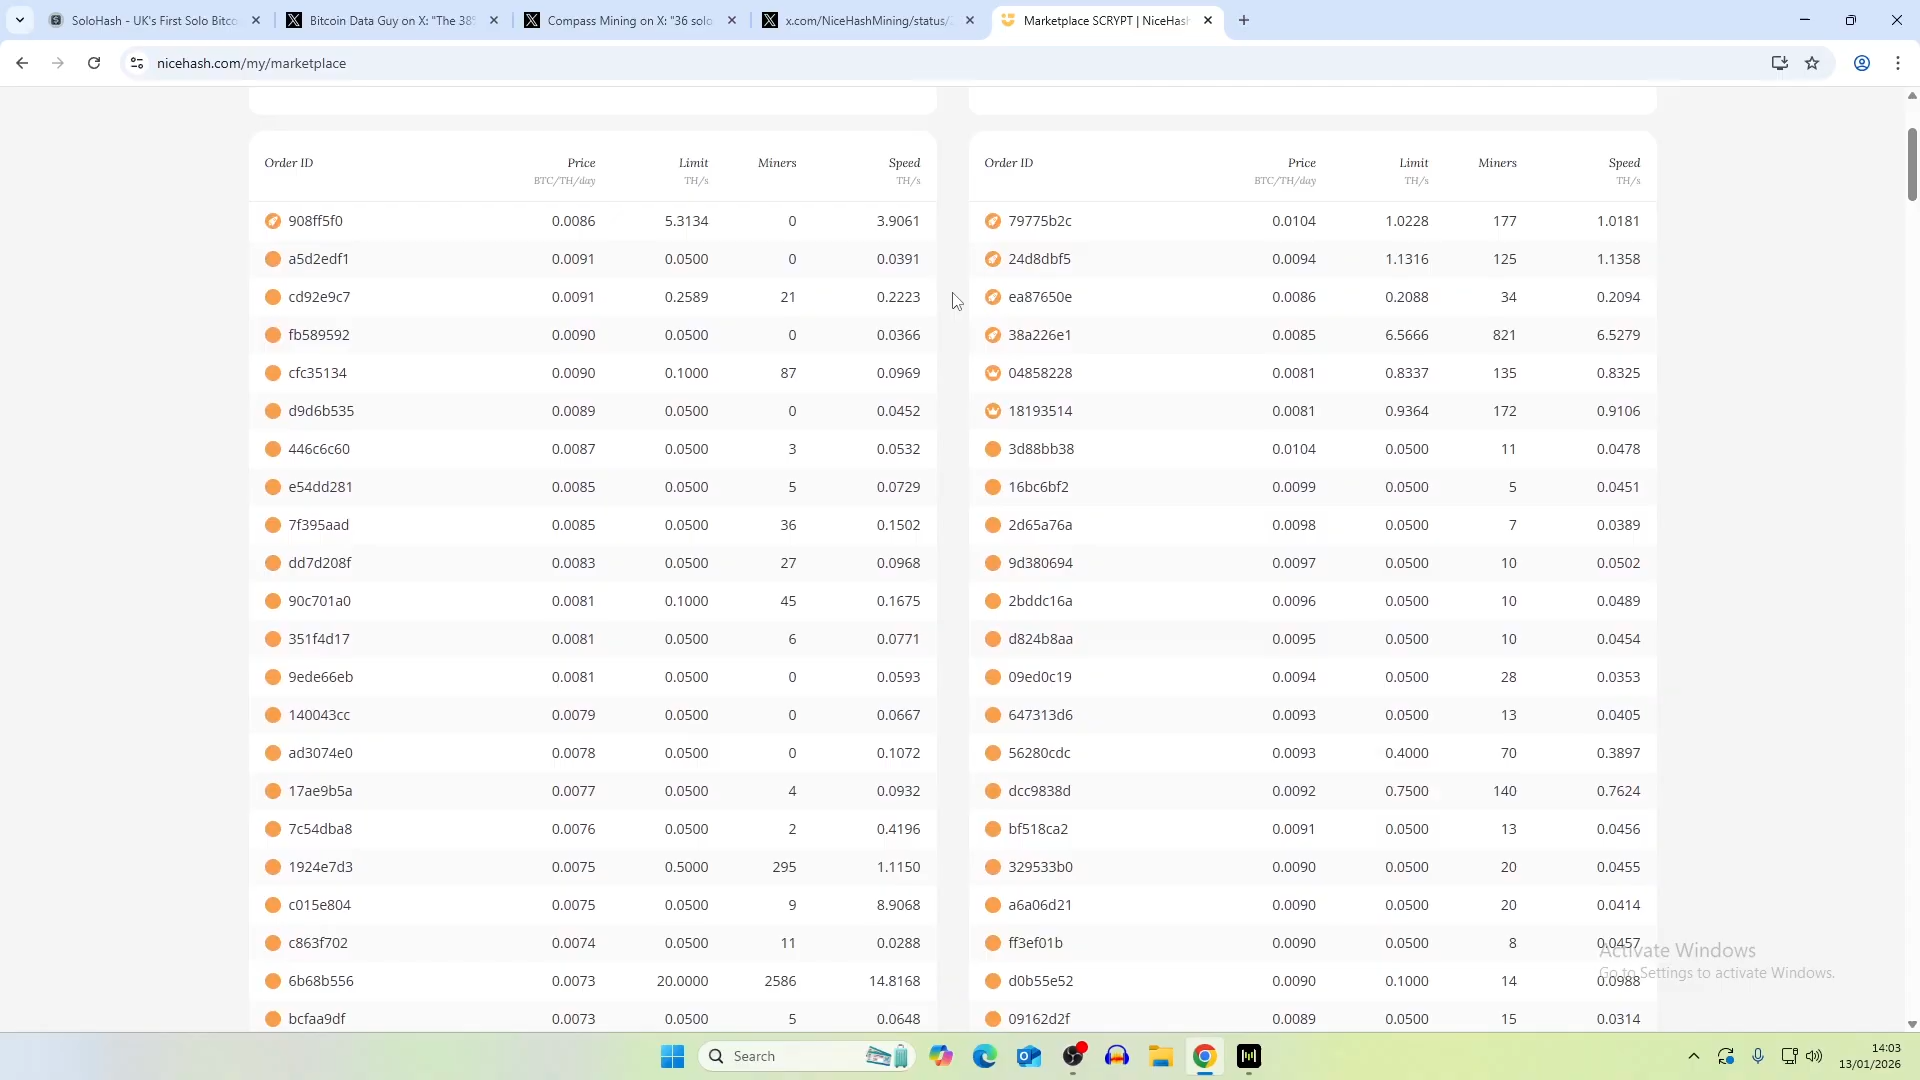 SoloHash - UK's First Solo Bitco
Bitcoin Data Guy on X: "The 38
Compass Mining on X: "36 solo
x.com/NiceHashMining/status/
Marketplace SCRYPT | NiceHas
nicehash.com/my/marketplace
Order ID Price Limit Miners Speed
BTC/TH/day TH/s TH/s
908ff5f0 0.0086 5.3134 0 3.9061
a5d2edf1 0.0091 0.0500 0 0.0391
cd92e9c7 0.0091 0.2589 21 0.2223
fb589592 0.0090 0.0500 0 0.0366
cfc35134 0.0090 0.1000 87 0.0969
d9d6b535 0.0089 0.0500 0 0.0452
446c6c60 0.0087 0.0500 3 0.0532
e54dd281 0.0085 0.0500 5 0.0729
7f395aad 0.0085 0.0500 36 0.1502
dd7d208f 0.0083 0.0500 27 0.0968
90c701a0 0.0081 0.1000 45 0.1675
351f4d17 0.0081 0.0500 6 0.0771
9ede66eb 0.0081 0.0500 0 0.0593
140043cc 0.0079 0.0500 0 0.0667
ad3074e0 0.0078 0.0500 0 0.1072
17ae9b5a 0.0077 0.0500 4 0.0932
7c54dba8 0.0076 0.0500 2 0.4196
1924e7d3 0.0075 0.5000 295 1.1150
c015e804 0.0075 0.0500 9 8.9068
c863f702 0.0074 0.0500 11 0.0288
6b68b556 0.0073 20.0000 2586 14.8168
bcfaa9df 0.0073 0.0500 5 0.0648
Order ID Price Limit Miners Speed
BTC/TH/day TH/s TH/s
79775b2c 0.0104 1.0228 177 1.0181
24d8dbf5 0.0094 1.1316 125 1.1358
ea87650e 0.0086 0.2088 34 0.2094
38a226e1 0.0085 6.5666 821 6.5279
04858228 0.0081 0.8337 135 0.8325
18193514 0.0081 0.9364 172 0.9106
3d88bb38 0.0104 0.0500 11 0.0478
16bc6bf2 0.0099 0.0500 5 0.0451
2d65a76a 0.0098 0.0500 7 0.0389
9d380694 0.0097 0.0500 10 0.0502
2bddc16a 0.0096 0.0500 10 0.0489
d824b8aa 0.0095 0.0500 10 0.0454
09ed0c19 0.0094 0.0500 28 0.0353
647313d6 0.0093 0.0500 13 0.0405
56280cdc 0.0093 0.4000 70 0.3897
dcc9838d 0.0092 0.7500 140 0.7624
bf518ca2 0.0091 0.0500 13 0.0456
329533b0 0.0090 0.0500 20 0.0455
a6a06d21 0.0090 0.0500 20 0.0414
ff3ef01b 0.0090 0.0500 8 0.0457
d0b55e52 0.0090 0.1000 14 0.0988
09162d2f 0.0089 0.0500 15 0.0314
Activate Windows
Go to Settings to activate Windows.
Search
14:03
13/01/2026